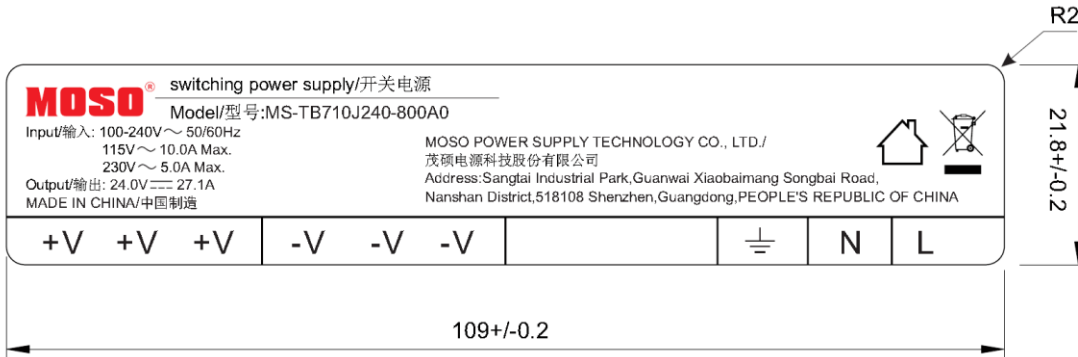 R2
MOSO® switching power supply/开关电源
Model/型号:MS-TB710J240-800A0
Input/输入: 100-240V～ 50/60Hz
115V～ 10.0A Max.
230V～ 5.0A Max.
Output/输出: 24.0V⎓ 27.1A
MADE IN CHINA/中国制造
MOSO POWER SUPPLY TECHNOLOGY CO., LTD./
茂硕电源科技股份有限公司
Address:Sangtai Industrial Park,Guanwai Xiaobaimang Songbai Road,
Nanshan District,518108 Shenzhen,Guangdong,PEOPLE'S REPUBLIC OF CHINA
21.8+/-0.2
+V +V +V -V -V -V N L
109+/-0.2